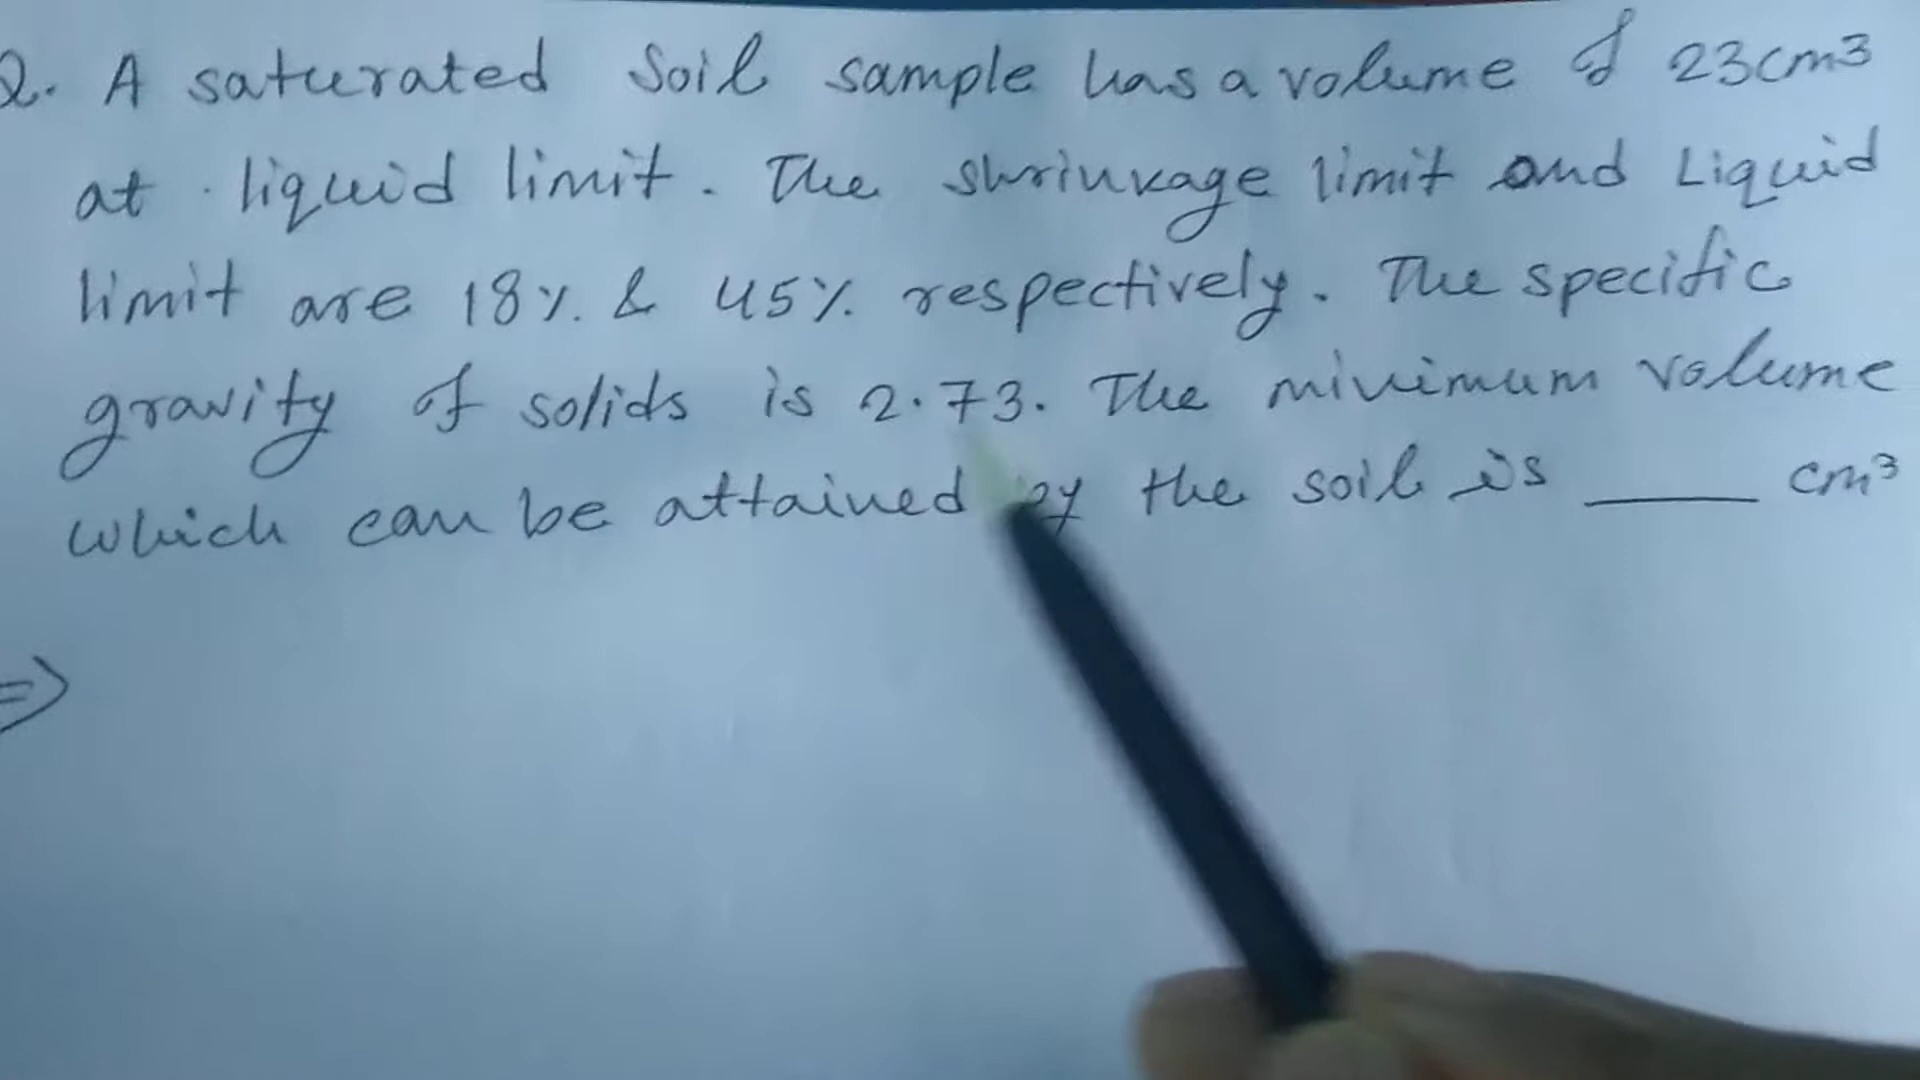 Q. A saturated Soil sample has a volume of 23cm³
at liquid limit. The shrinkage limit and Liquid
limit are 18% & 45% respectively. The specific
gravity of solids is 2.73. The minimum volume
which can be attained by the soil is ____ cm³
⇒